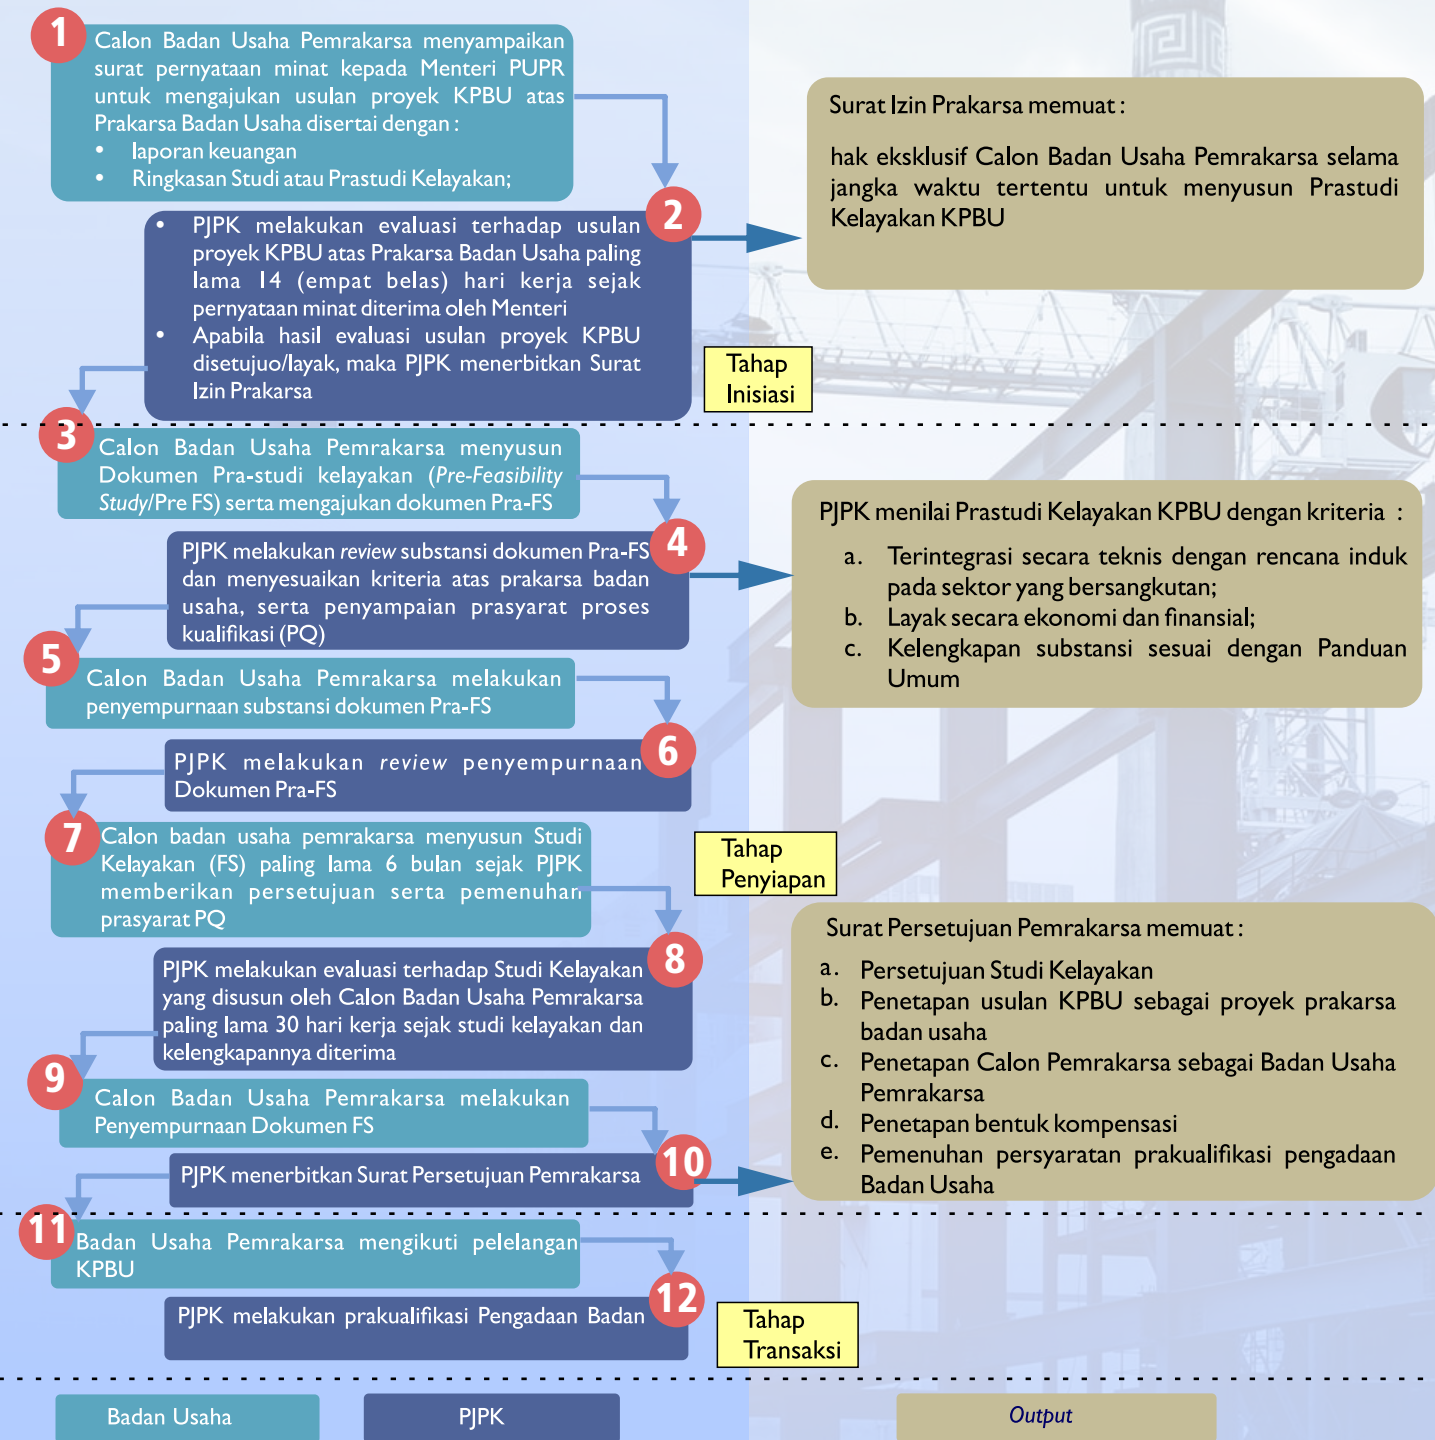 1
Calon Badan Usaha Pemrakarsa menyampaikan
surat pernyataan minat kepada Menteri PUPR
untuk mengajukan usulan proyek KPBU atas
Prakarsa Badan Usaha disertai dengan :
• laporan keuangan
• Ringkasan Studi atau Prastudi Kelayakan;
2
• PJPK melakukan evaluasi terhadap usulan
proyek KPBU atas Prakarsa Badan Usaha paling
lama 14 (empat belas) hari kerja sejak
pernyataan minat diterima oleh Menteri
• Apabila hasil evaluasi usulan proyek KPBU
disetujuo/layak, maka PJPK menerbitkan Surat
Izin Prakarsa
Surat Izin Prakarsa memuat :
hak eksklusif Calon Badan Usaha Pemrakarsa selama
jangka waktu tertentu untuk menyusun Prastudi
Kelayakan KPBU
Tahap
Inisiasi
3
Calon Badan Usaha Pemrakarsa menyusun
Dokumen Pra-studi kelayakan (Pre-Feasibility
Study/Pre FS) serta mengajukan dokumen Pra-FS
4
PJPK melakukan review substansi dokumen Pra-FS
dan menyesuaikan kriteria atas prakarsa badan
usaha, serta penyampaian prasyarat proses
kualifikasi (PQ)
PJPK menilai Prastudi Kelayakan KPBU dengan kriteria :
a. Terintegrasi secara teknis dengan rencana induk
pada sektor yang bersangkutan;
b. Layak secara ekonomi dan finansial;
c. Kelengkapan substansi sesuai dengan Panduan
Umum
5
Calon Badan Usaha Pemrakarsa melakukan
penyempurnaan substansi dokumen Pra-FS
6
PJPK melakukan review penyempurnaan
Dokumen Pra-FS
7
Calon badan usaha pemrakarsa menyusun Studi
Kelayakan (FS) paling lama 6 bulan sejak PJPK
memberikan persetujuan serta pemenuhan
prasyarat PQ
Tahap
Penyiapan
8
PJPK melakukan evaluasi terhadap Studi Kelayakan
yang disusun oleh Calon Badan Usaha Pemrakarsa
paling lama 30 hari kerja sejak studi kelayakan dan
kelengkapannya diterima
9
Calon Badan Usaha Pemrakarsa melakukan
Penyempurnaan Dokumen FS
10
PJPK menerbitkan Surat Persetujuan Pemrakarsa
Surat Persetujuan Pemrakarsa memuat :
a. Persetujuan Studi Kelayakan
b. Penetapan usulan KPBU sebagai proyek prakarsa
badan usaha
c. Penetapan Calon Pemrakarsa sebagai Badan Usaha
Pemrakarsa
d. Penetapan bentuk kompensasi
e. Pemenuhan persyaratan prakualifikasi pengadaan
Badan Usaha
11
Badan Usaha Pemrakarsa mengikuti pelelangan
KPBU
12
PJPK melakukan prakualifikasi Pengadaan Badan
Tahap
Transaksi
Badan Usaha
PJPK
Output